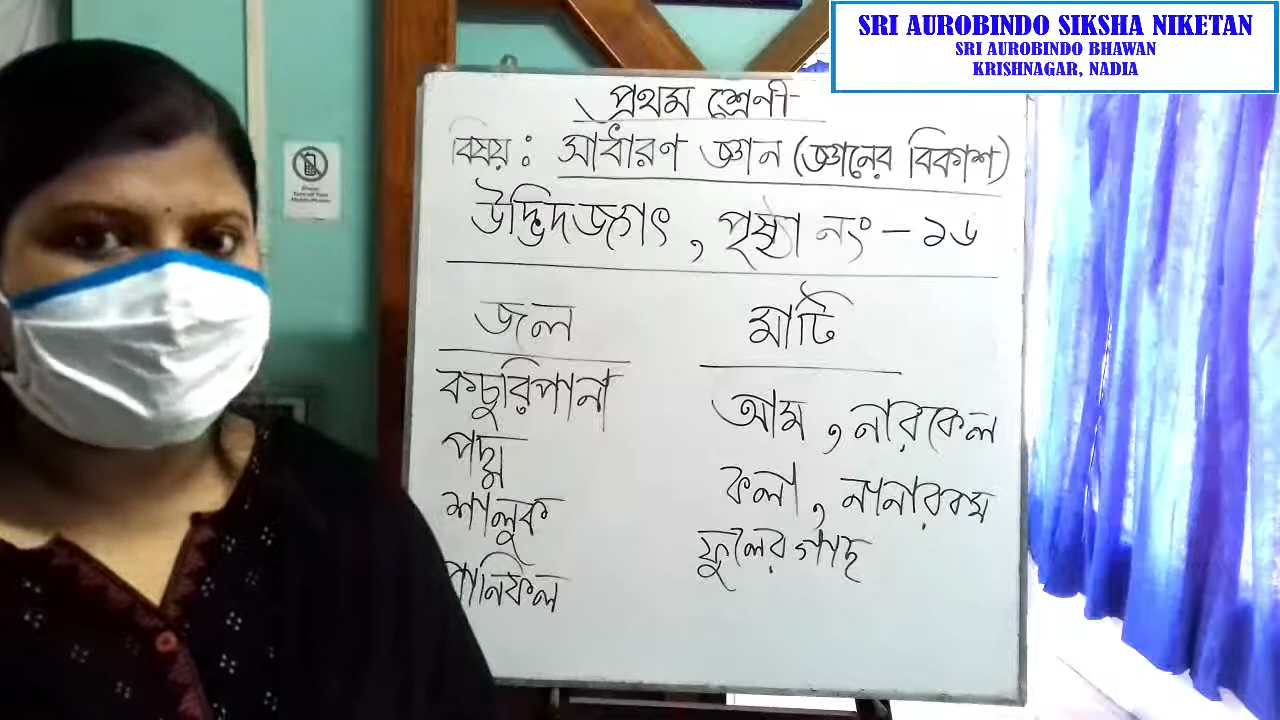 SRI AUROBINDO SIKSHA NIKETAN
SRI AUROBINDO BHAWAN
KRISHNAGAR, NADIA
প্রথম শ্রেনী
বিষয় : সাধারণ জ্ঞান (জ্ঞানের বিকাশ)
উদ্ভিদজগৎ , পৃষ্ঠা নং - ১৬
জল
কচুরিপানা
পদ্ম
শালুক
পানিফল
মাটি
আম , নারকেল
কলা , নানারকম
ফুলের গাছ